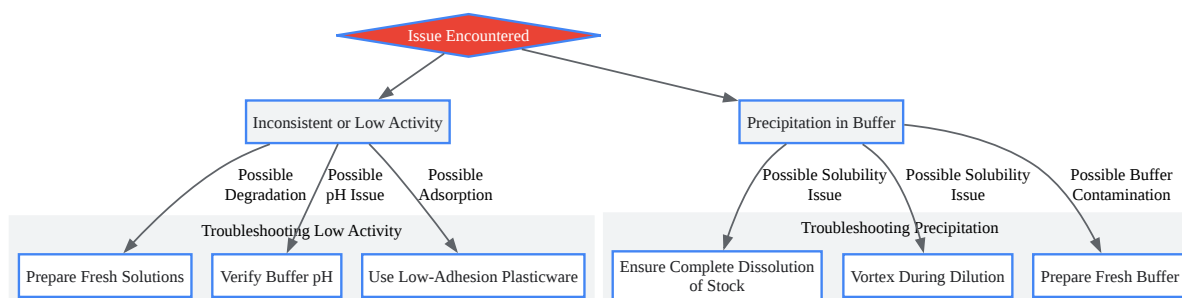 Issue Encountered
Inconsistent or Low Activity
Precipitation in Buffer
Possible
Degradation
Possible
pH Issue
Possible
Adsorption
Possible Solubility
Issue
Possible Solubility
Issue
Possible Buffer
Contamination
Troubleshooting Low Activity
Troubleshooting Precipitation
Prepare Fresh Solutions
Verify Buffer pH
Use Low-Adhesion Plasticware
Ensure Complete Dissolution
of Stock
Vortex During Dilution
Prepare Fresh Buffer